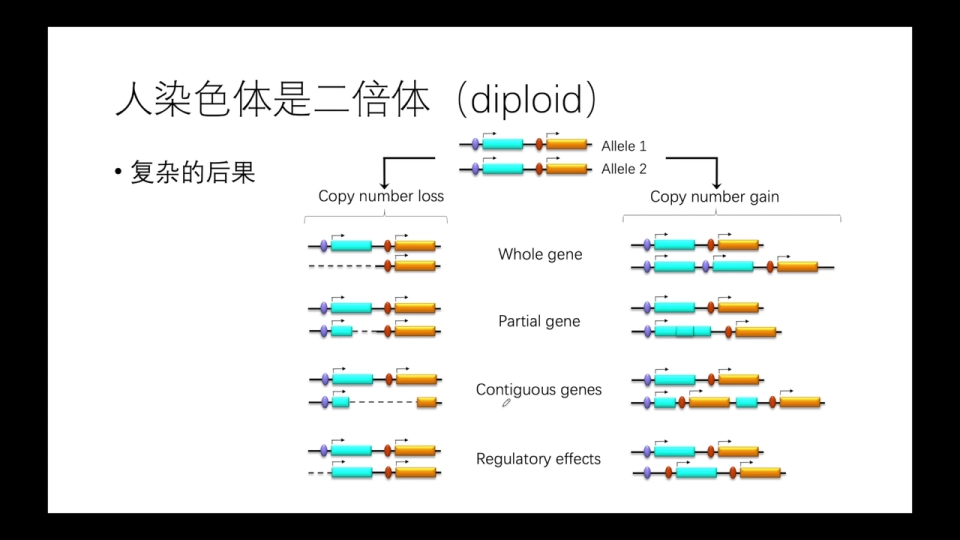 人染色体是二倍体（diploid）
• 复杂的后果
Allele 1
Allele 2
Copy number loss
Copy number gain
Whole gene
Partial gene
Contiguous genes
Regulatory effects